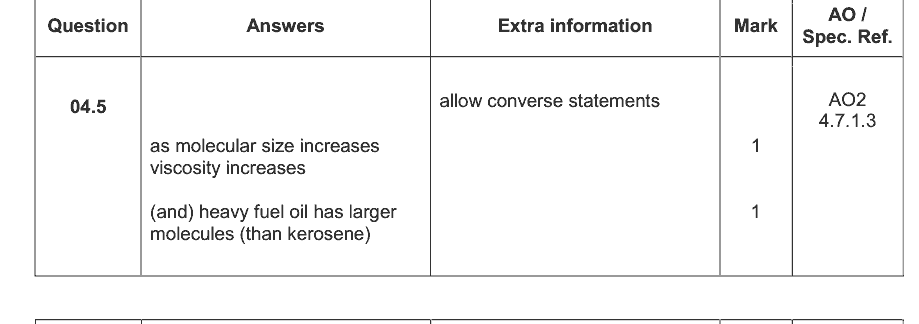 Question Answers Extra information Mark AO /
Spec. Ref.
04.5 allow converse statements AO2
4.7.1.3
as molecular size increases 1
viscosity increases
(and) heavy fuel oil has larger 1
molecules (than kerosene)